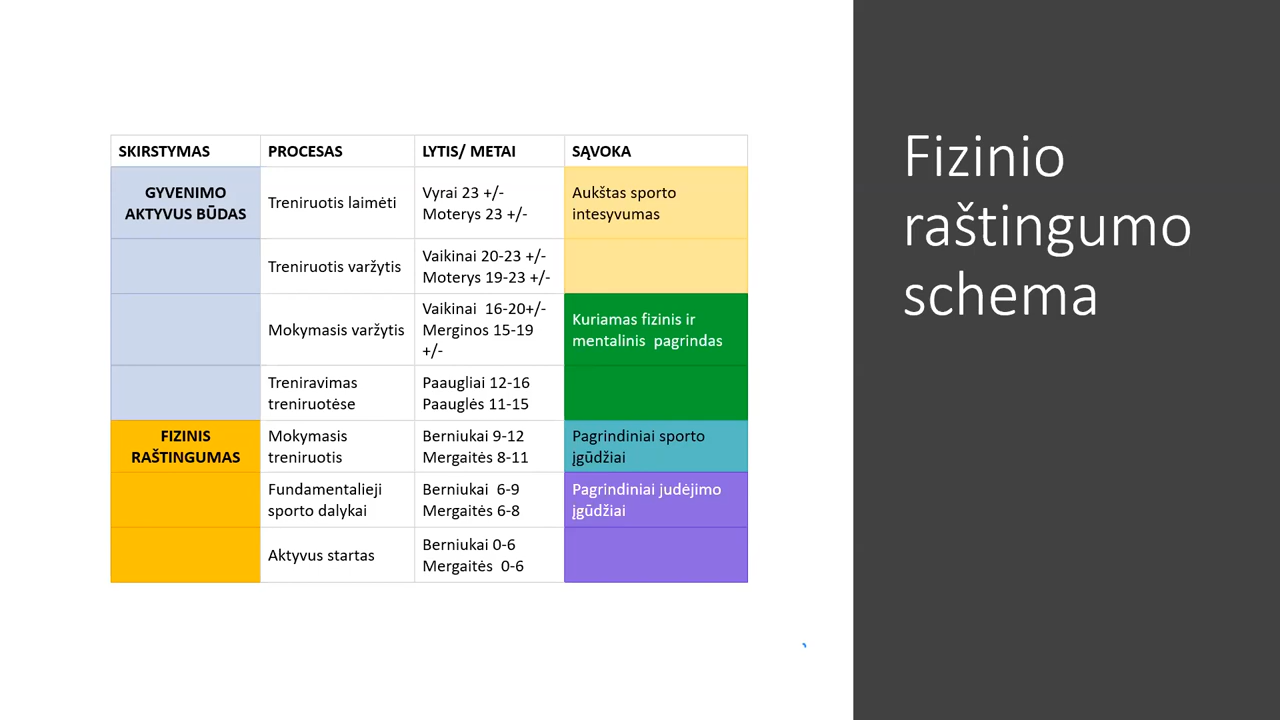 SKIRSTYMAS PROCESAS LYTIS/ METAI SĄVOKA
GYVENIMO
AKTYVUS BŪDAS
Treniruotis laimėti
Vyrai 23 +/-
Moterys 23 +/-
Aukštas sporto
intesyvumas
Treniruotis varžytis
Vaikinai 20-23 +/-
Moterys 19-23 +/-
Mokymasis varžytis
Vaikinai  16-20+/-
Merginos 15-19
+/-
Kuriamas fizinis ir
mentalinis  pagrindas
Treniravimas
treniruotėse
Paaugliai 12-16
Paauglės 11-15
FIZINIS
RAŠTINGUMAS
Mokymasis
treniruotis
Berniukai 9-12
Mergaitės 8-11
Pagrindiniai sporto
įgūdžiai
Fundamentalieji
sporto dalykai
Berniukai  6-9
Mergaitės 6-8
Pagrindiniai judėjimo
įgūdžiai
Aktyvus startas
Berniukai 0-6
Mergaitės  0-6
Fizinio
raštingumo
schema